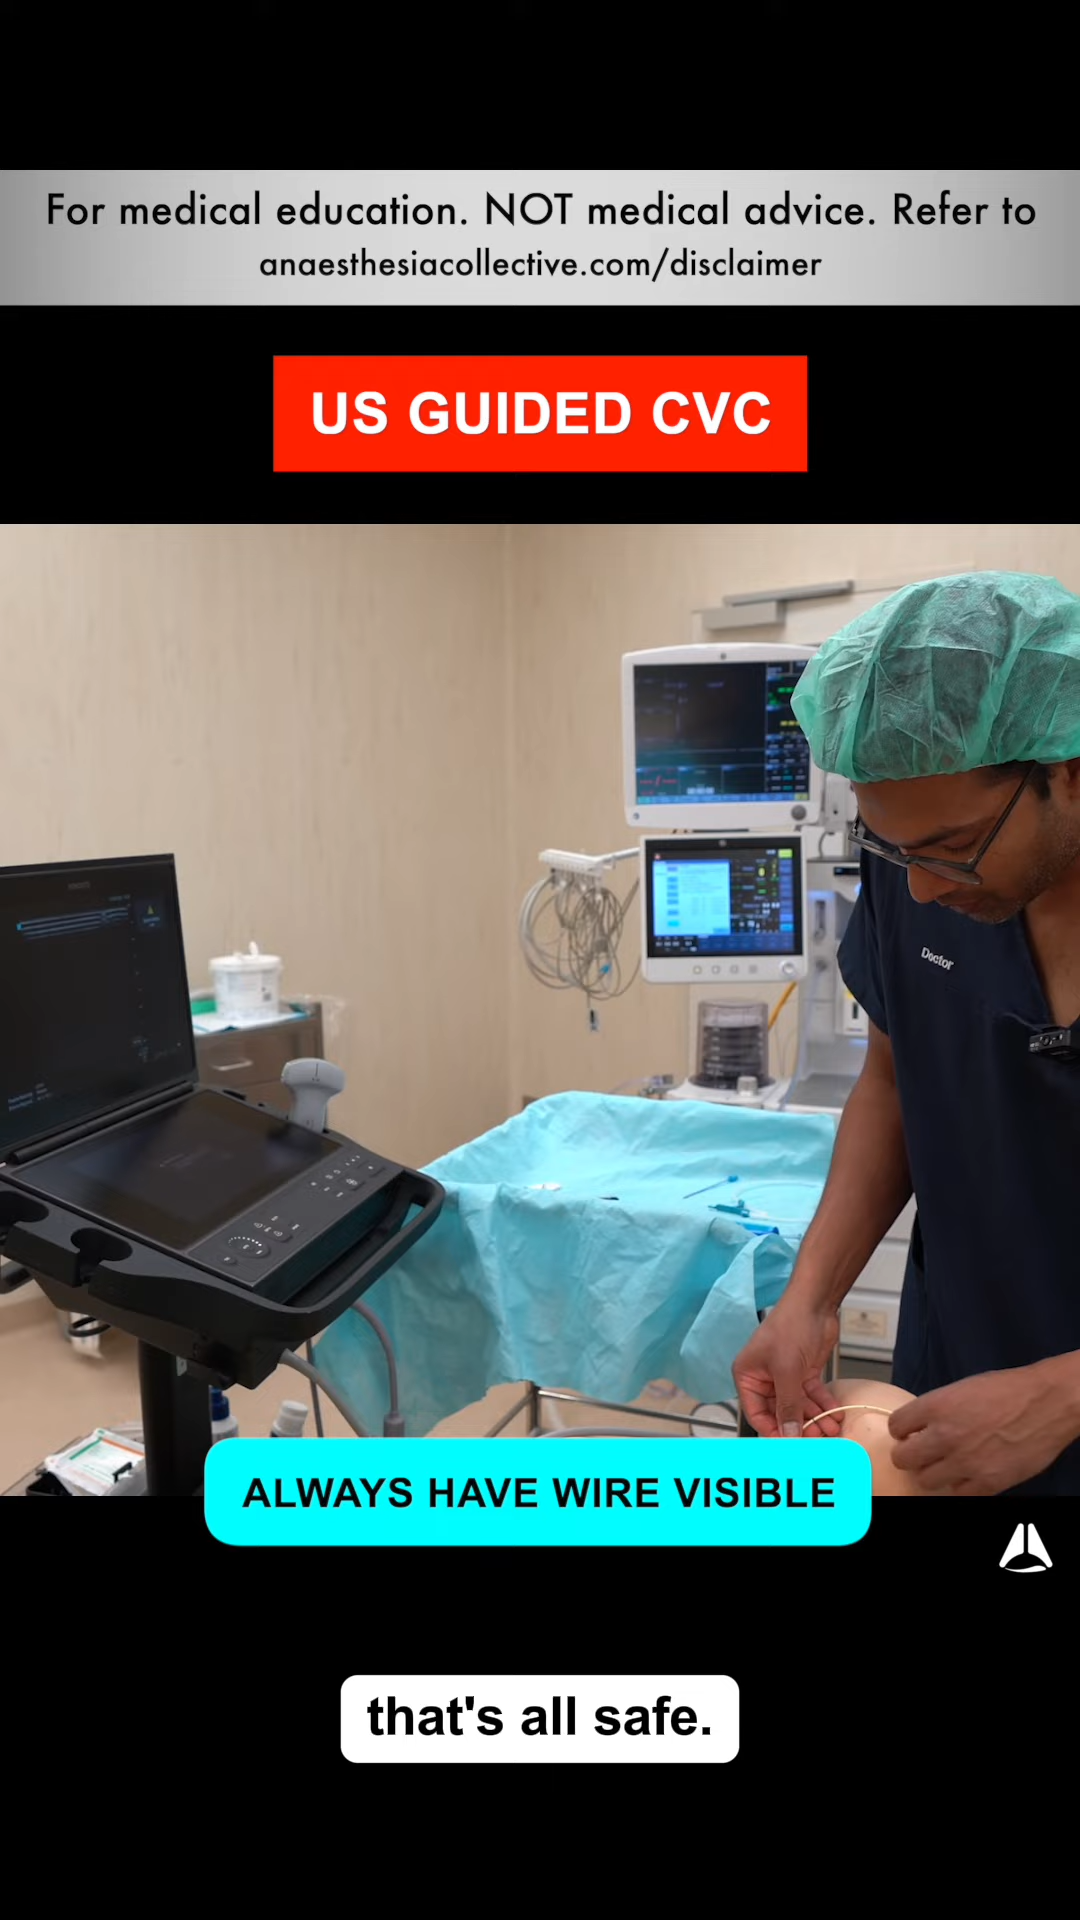 For medical education. NOT medical advice. Refer to
anaesthesiacollective.com/disclaimer
US GUIDED CVC
Doctor
ALWAYS HAVE WIRE VISIBLE
that's all safe.